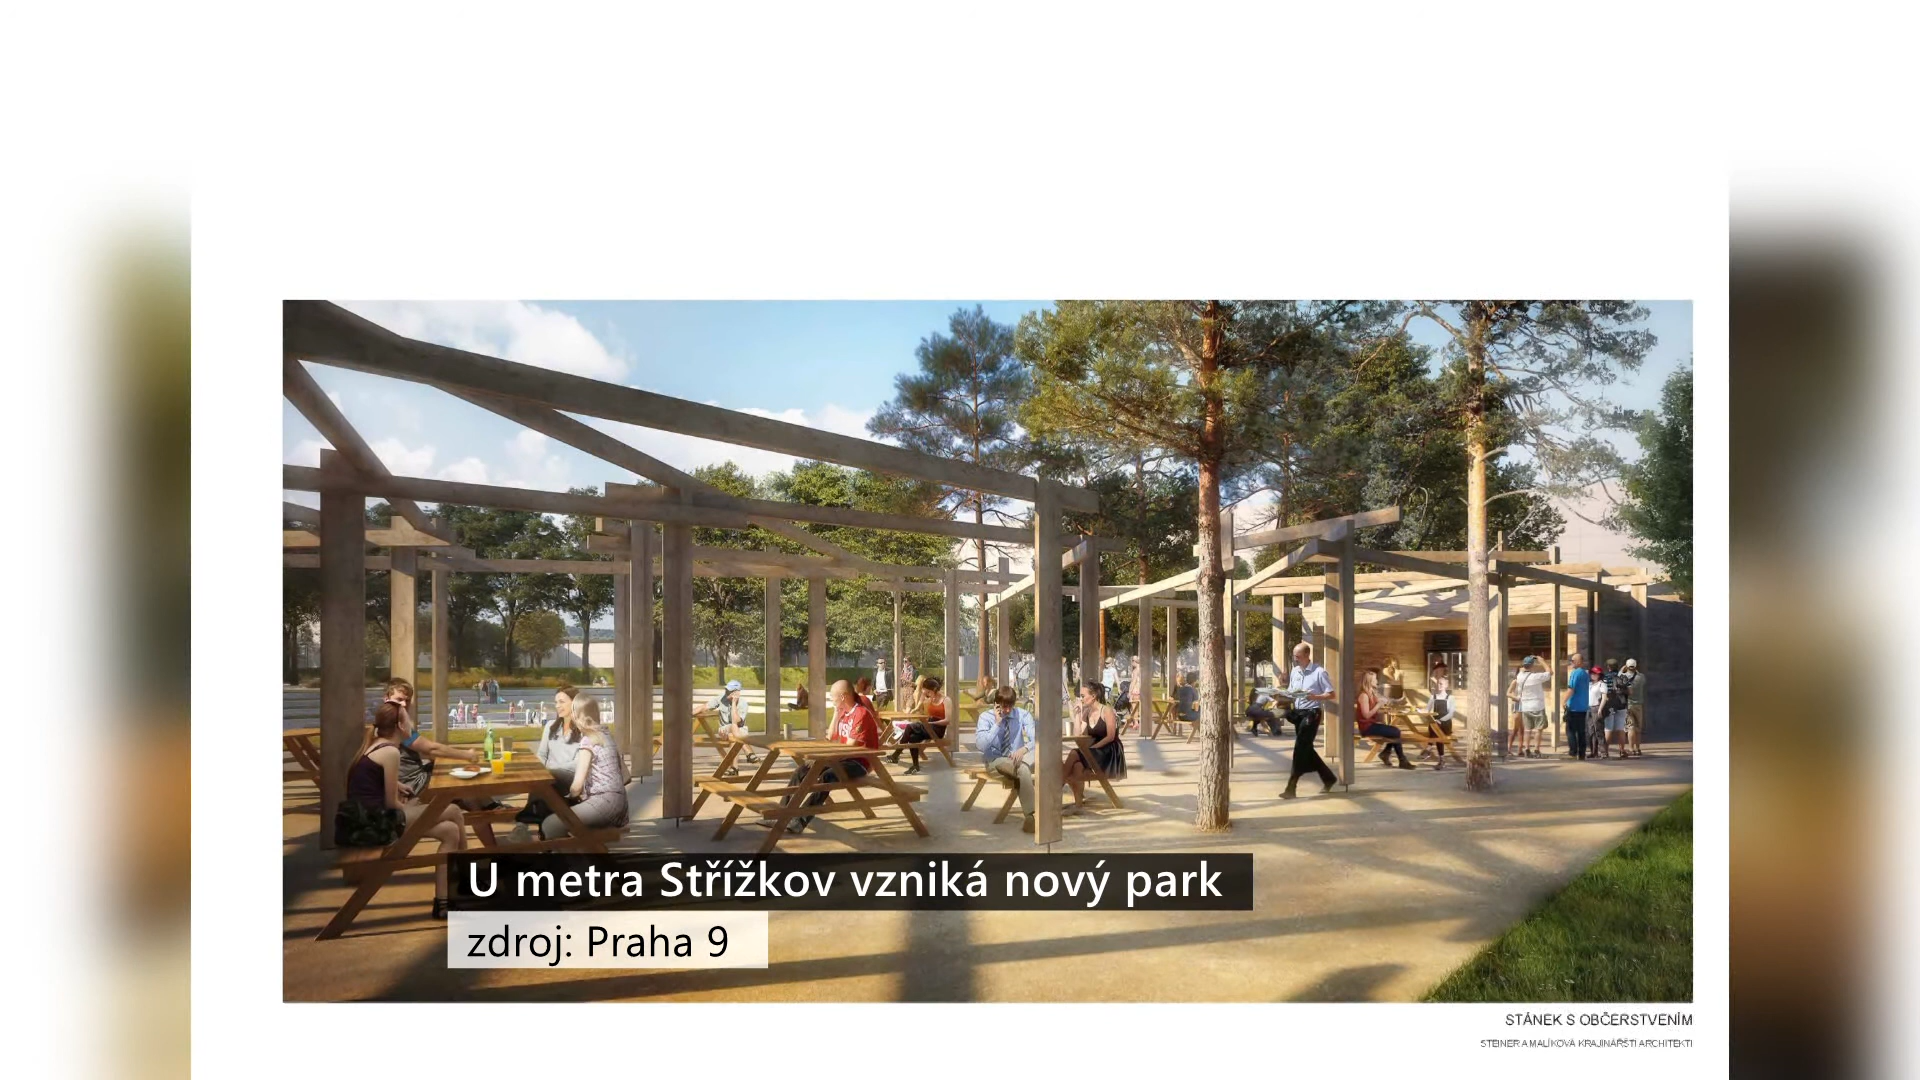 U metra Střížkov vzniká nový park
zdroj: Praha 9
STÁNEK S OBČERSTVENÍM
STEINER A MALÍKOVÁ KRAJINÁŘŠTÍ ARCHITEKTI